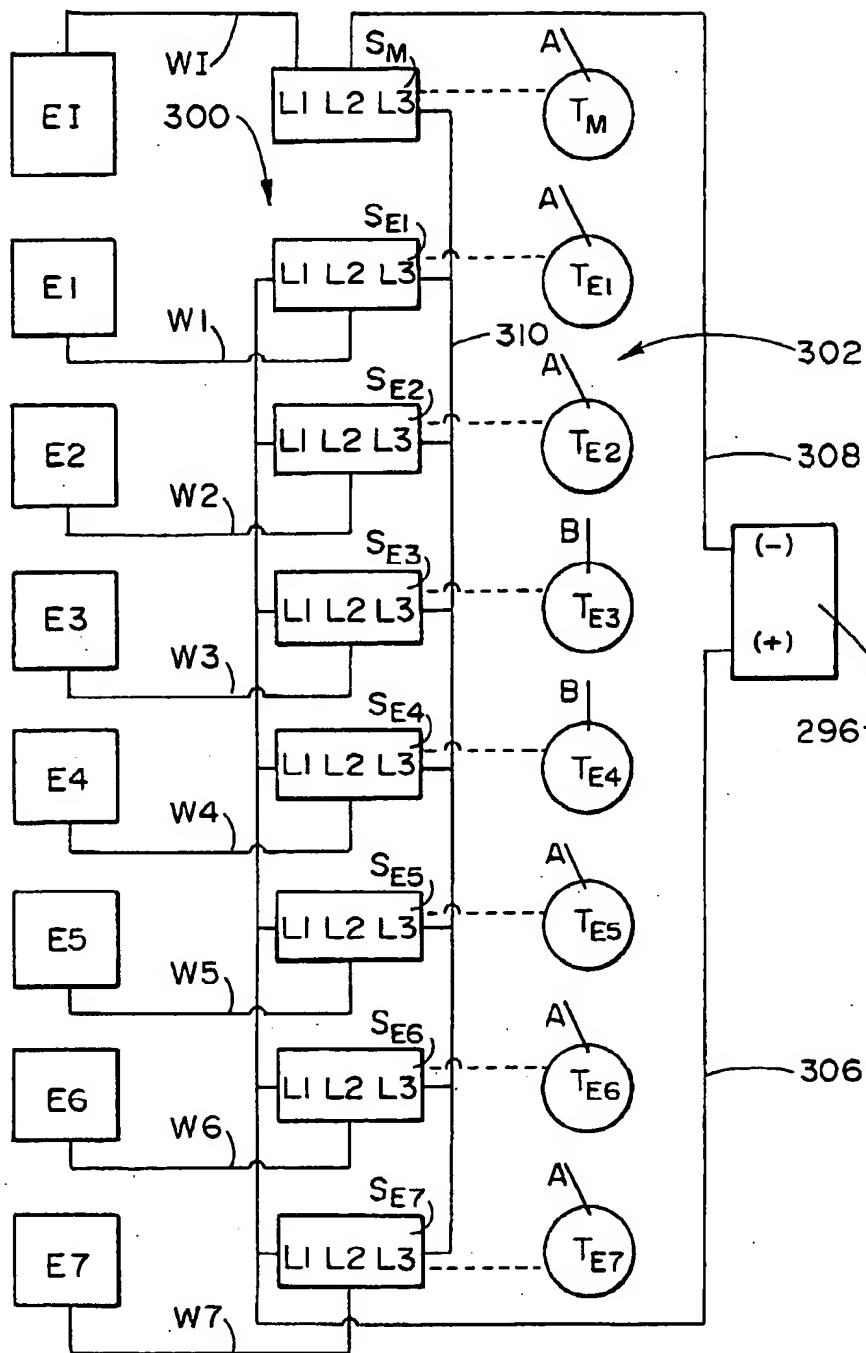 WI
S_M
A
EI
L1 L2 L3
T_M
300
S_E1
A
E1
L1 L2 L3
T_E1
W1
310
302
S_E2
A
E2
L1 L2 L3
T_E2
308
W2
S_E3
B
(-)
E3
L1 L2 L3
T_E3
(+)
W3
S_E4
B
296
E4
L1 L2 L3
T_E4
W4
S_E5
A
E5
L1 L2 L3
T_E5
W5
S_E6
A
E6
L1 L2 L3
T_E6
306
W6
S_E7
A
E7
L1 L2 L3
T_E7
W7